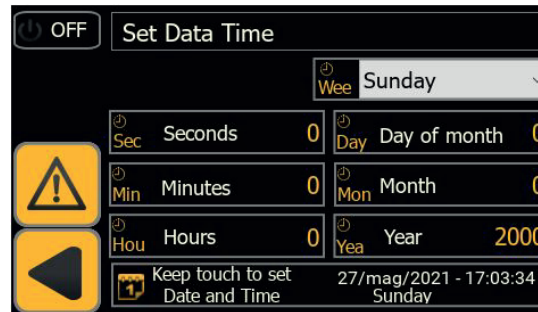 OFF
Set Data Time
Wee Sunday
Sec Seconds 0
Day Day of month 0
Min Minutes 0
Mon Month 0
Hou Hours 0
Yea Year 2000
Keep touch to set
Date and Time
27/mag/2021 - 17:03:34
Sunday